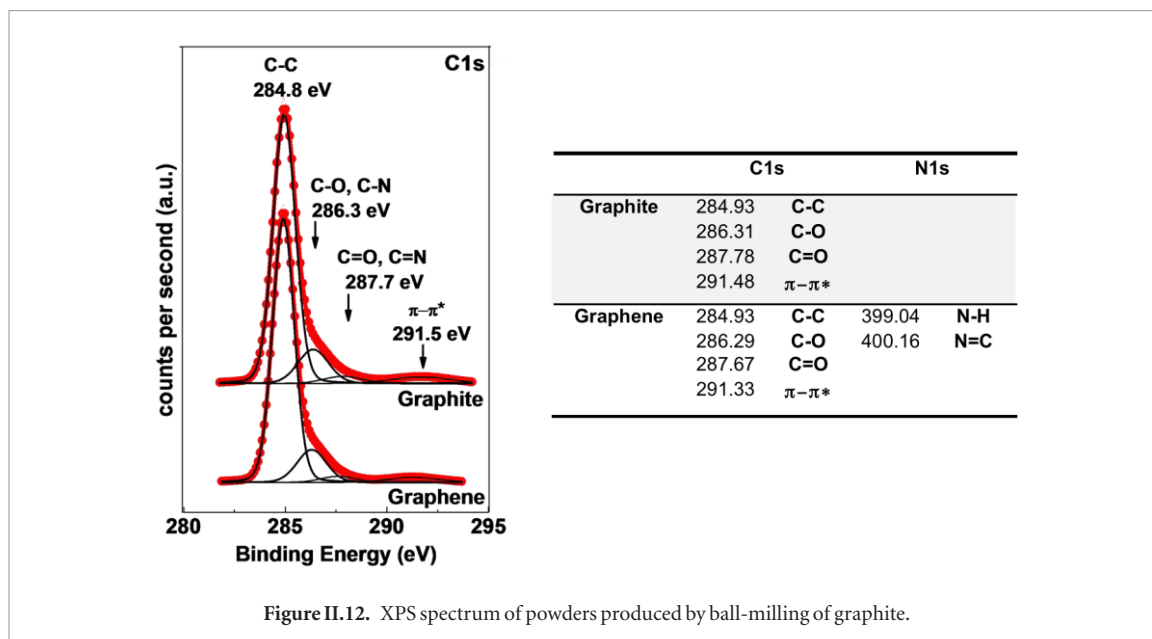 C1s
C-C
284.8 eV
C-O, C-N
286.3 eV
C=O, C=N
287.7 eV
π–π*
291.5 eV
Graphite
Graphene
counts per second (a.u.)
280 285 290 295
Binding Energy (eV)
C1s N1s
Graphite 284.93 C-C
286.31 C-O
287.78 C=O
291.48 π–π*
Graphene 284.93 C-C 399.04 N-H
286.29 C-O 400.16 N=C
287.67 C=O
291.33 π–π*
Figure II.12. XPS spectrum of powders produced by ball-milling of graphite.